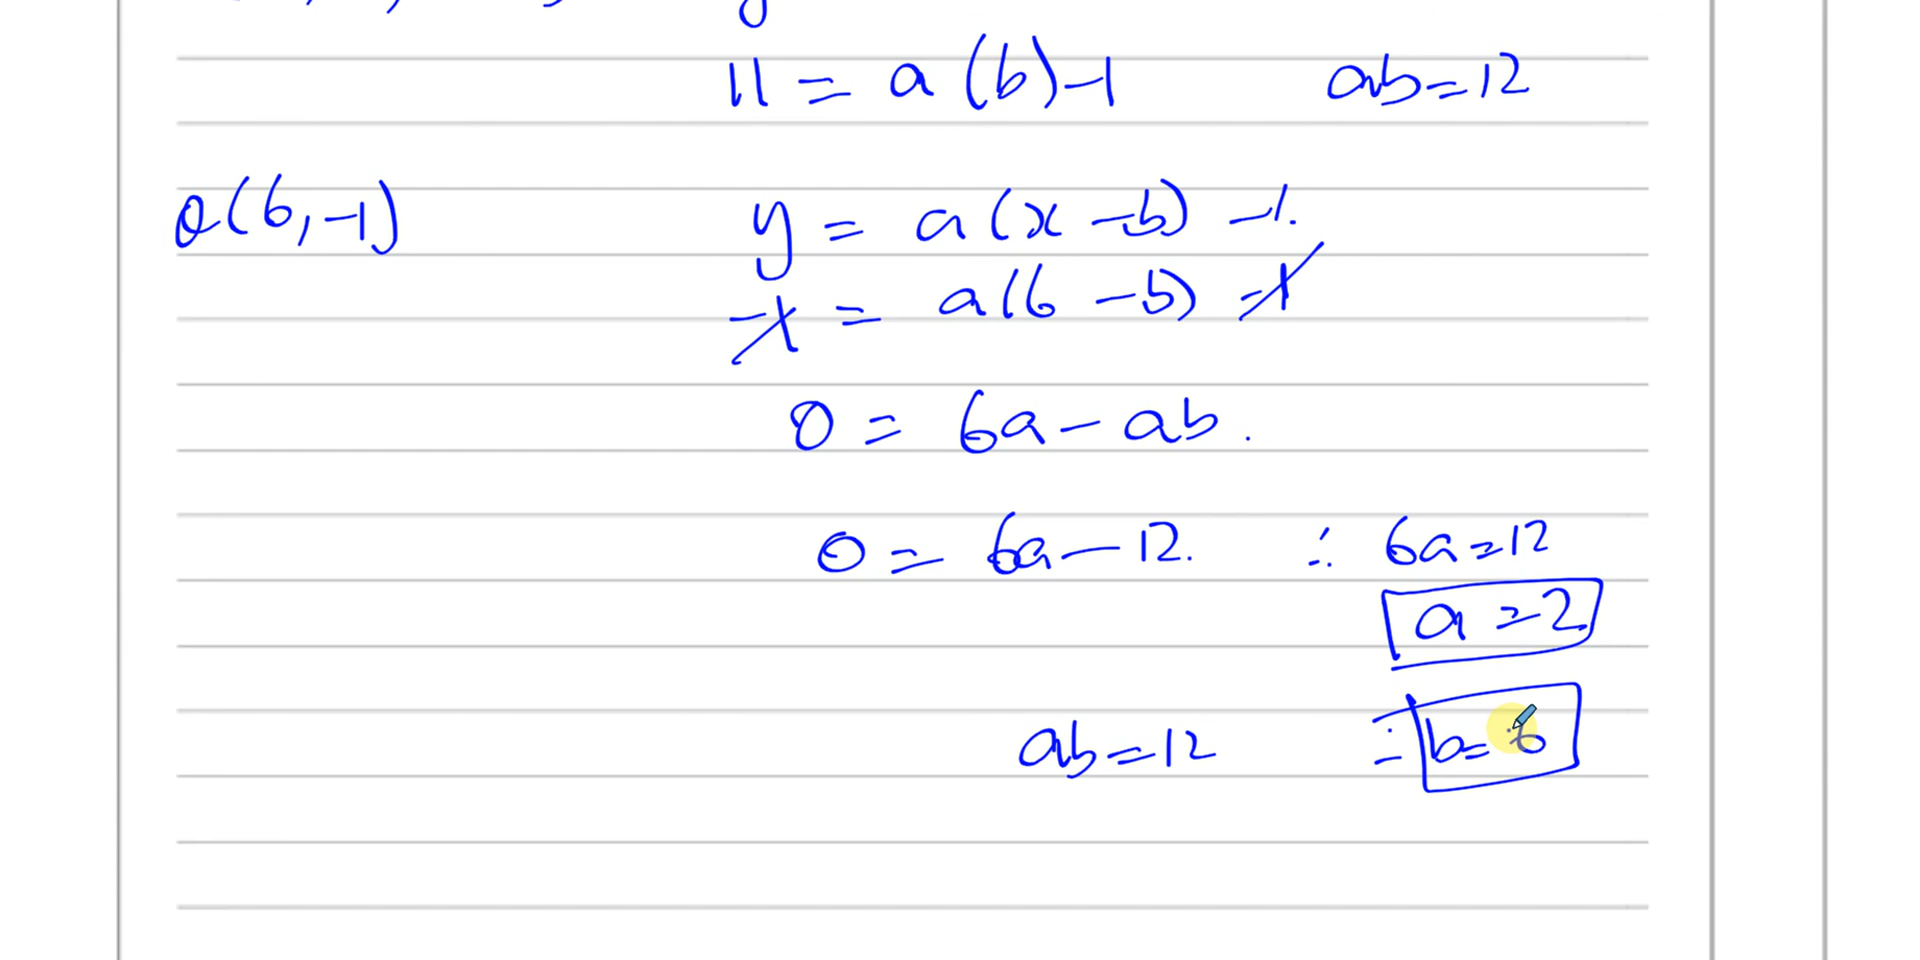 11 = a(b)-1 ab=12
Q(6,-1) y = a(x-b) -1.
-1 = a(6-b) -1
0 = 6a - ab.
0 = 6a - 12. ∴ 6a=12
a=2
ab=12 ∴ b=6